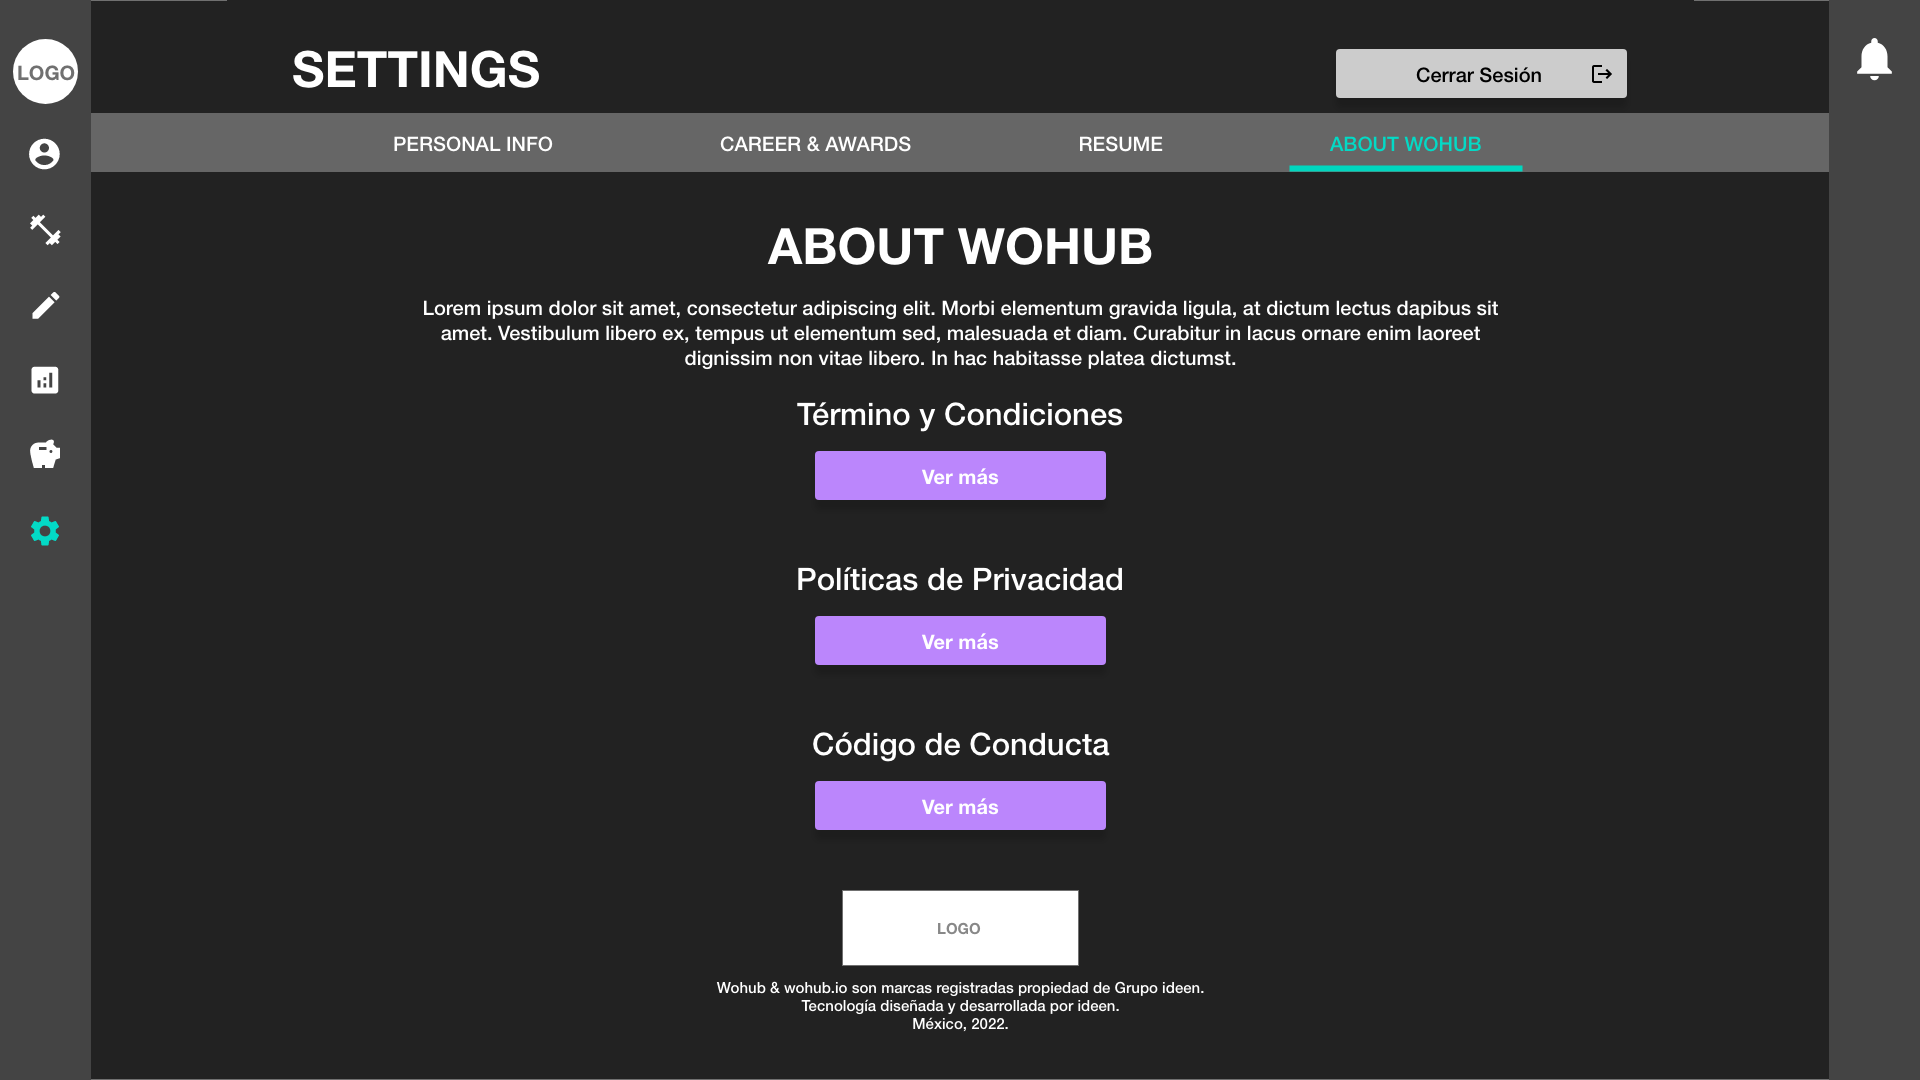 LOGO
SETTINGS
Cerrar Sesión
PERSONAL INFO
CAREER & AWARDS
RESUME
ABOUT WOHUB
ABOUT WOHUB
Lorem ipsum dolor sit amet, consectetur adipiscing elit. Morbi elementum gravida ligula, at dictum lectus dapibus sit
amet. Vestibulum libero ex, tempus ut elementum sed, malesuada et diam. Curabitur in lacus ornare enim laoreet
dignissim non vitae libero. In hac habitasse platea dictumst.
Término y Condiciones
Ver más
Políticas de Privacidad
Ver más
Código de Conducta
Ver más
LOGO
Wohub & wohub.io son marcas registradas propiedad de Grupo ideen.
Tecnología diseñada y desarrollada por ideen.
México, 2022.